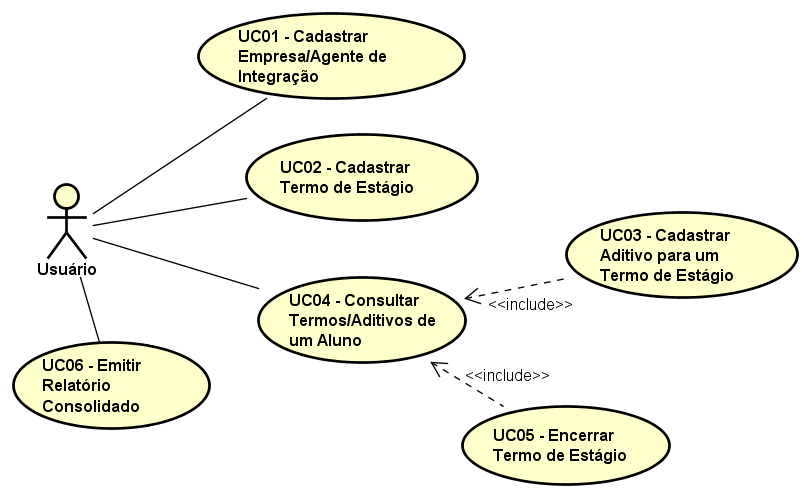 UC01 - Cadastrar
Empresa/Agente de
Integração
UC02 - Cadastrar
Termo de Estágio
UC03 - Cadastrar
Aditivo para um
Termo de Estágio
Usuário
UC04 - Consultar
Termos/Aditivos de
um Aluno
<<include>>
UC06 - Emitir
Relatório
Consolidado
<<include>>
UC05 - Encerrar
Termo de Estágio